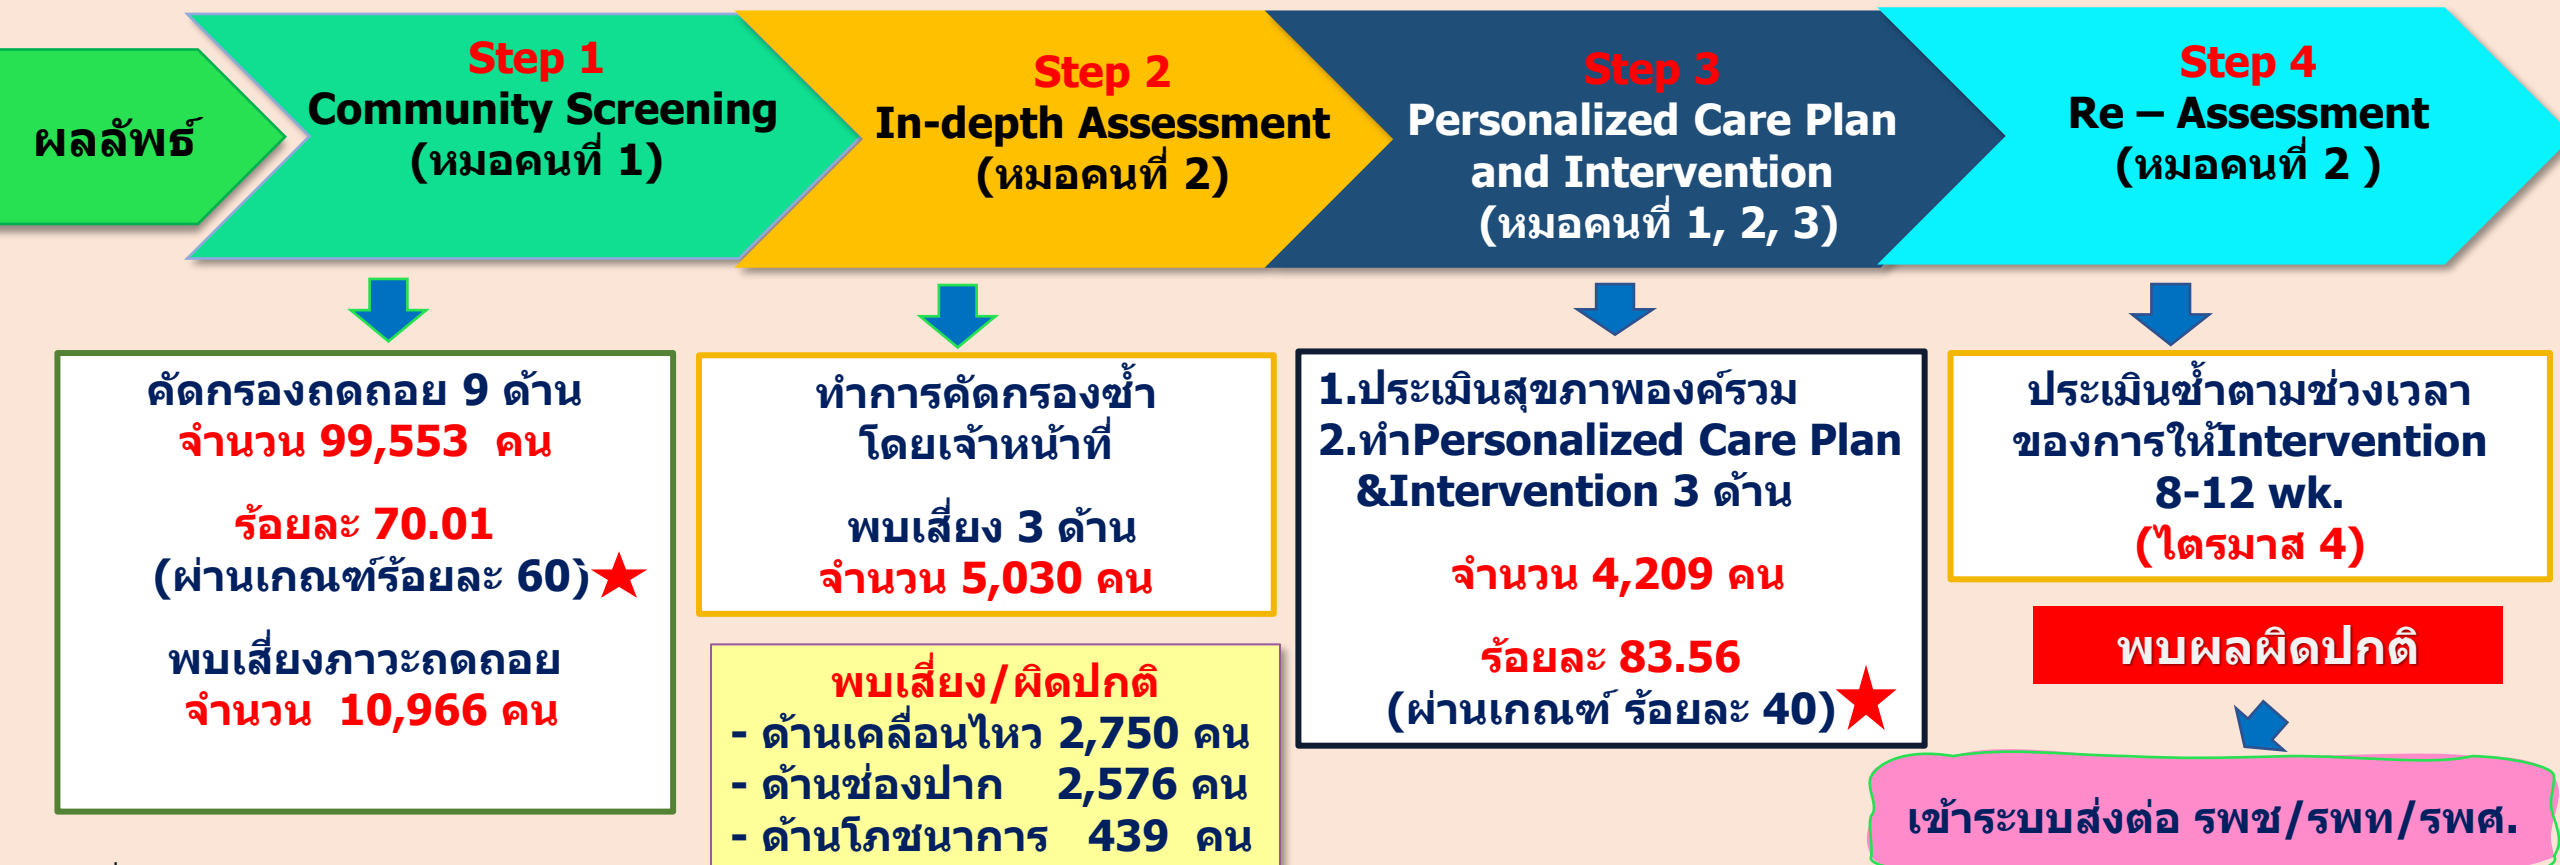 ผลลัพธ์
Step 1
Community Screening
(หมอคนที่ 1)
Step 2
In-depth Assessment
(หมอคนที่ 2)
Step 3
Personalized Care Plan
and Intervention
(หมอคนที่ 1, 2, 3)
Step 4
Re – Assessment
(หมอคนที่ 2 )
คัดกรองถดถอย 9 ด้าน
จำนวน 99,553 คน
ร้อยละ 70.01
(ผ่านเกณฑ์ร้อยละ 60)
พบเสี่ยงภาวะถดถอย
จำนวน 10,966 คน
ทำการคัดกรองซ้ำ
โดยเจ้าหน้าที่
พบเสี่ยง 3 ด้าน
จำนวน 5,030 คน
พบเสี่ยง/ผิดปกติ
- ด้านเคลื่อนไหว 2,750 คน
- ด้านช่องปาก 2,576 คน
- ด้านโภชนาการ 439 คน
1.ประเมินสุขภาพองค์รวม
2.ทำPersonalized Care Plan
&Intervention 3 ด้าน
จำนวน 4,209 คน
ร้อยละ 83.56
(ผ่านเกณฑ์ ร้อยละ 40)
ประเมินซ้ำตามช่วงเวลา
ของการให้Intervention
8-12 wk.
(ไตรมาส 4)
พบผลผิดปกติ
เข้าระบบส่งต่อ รพช/รพท/รพศ.